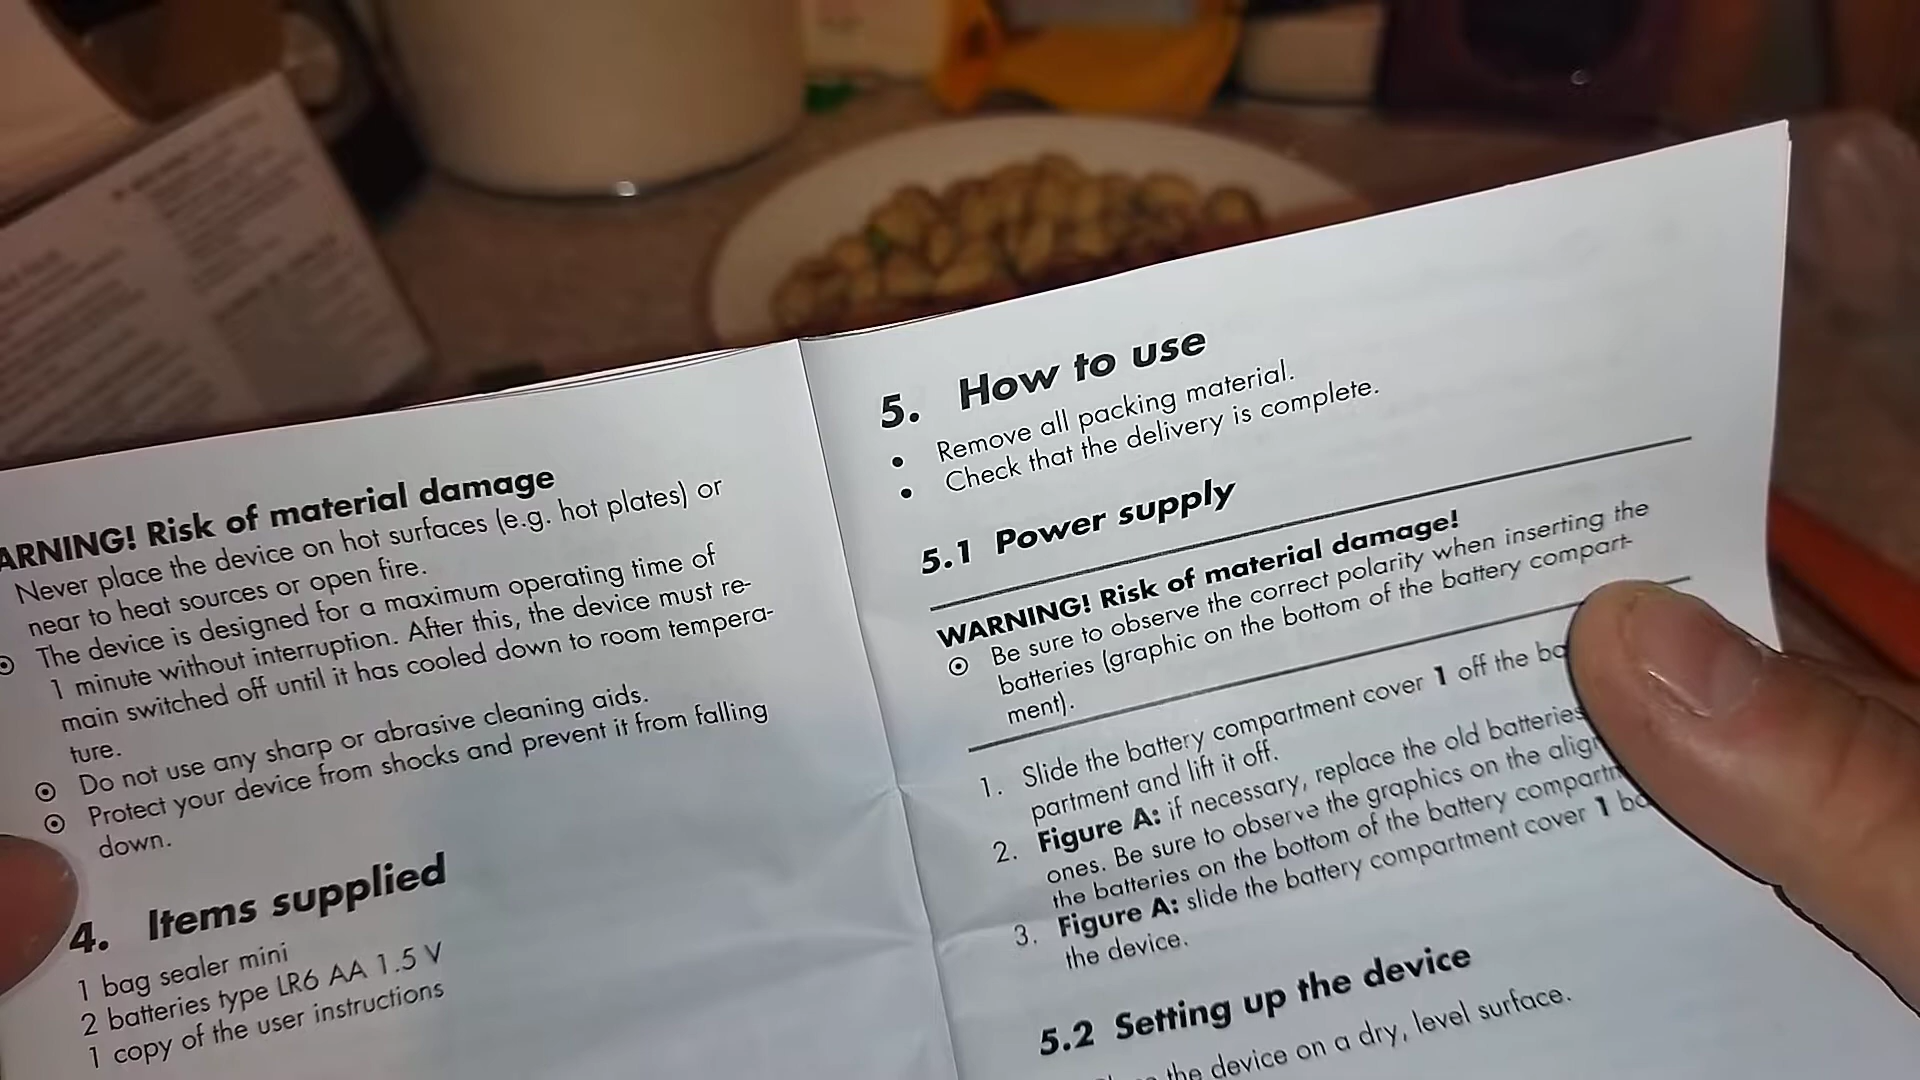 ARNING! Risk of material damage
Never place the device on hot surfaces (e.g. hot plates) or
near to heat sources or open fire.
The device is designed for a maximum operating time of
1 minute without interruption. After this, the device must re-
main switched off until it has cooled down to room tempera-
ture.
Do not use any sharp or abrasive cleaning aids.
Protect your device from shocks and prevent it from falling
down.
4. Items supplied
1 bag sealer mini
2 batteries type LR6 AA 1.5 V
1 copy of the user instructions
5. How to use
• Remove all packing material.
• Check that the delivery is complete.
5.1 Power supply
WARNING! Risk of material damage!
Be sure to observe the correct polarity when inserting the
batteries (graphic on the bottom of the battery compart-
ment).
1. Slide the battery compartment cover 1 off the ba
partment and lift it off.
2. Figure A: if necessary, replace the old batteries
ones. Be sure to observe the graphics on the align
the batteries on the bottom of the battery compartm
3. Figure A: slide the battery compartment cover 1 ba
the device.
5.2 Setting up the device
the device on a dry, level surface.